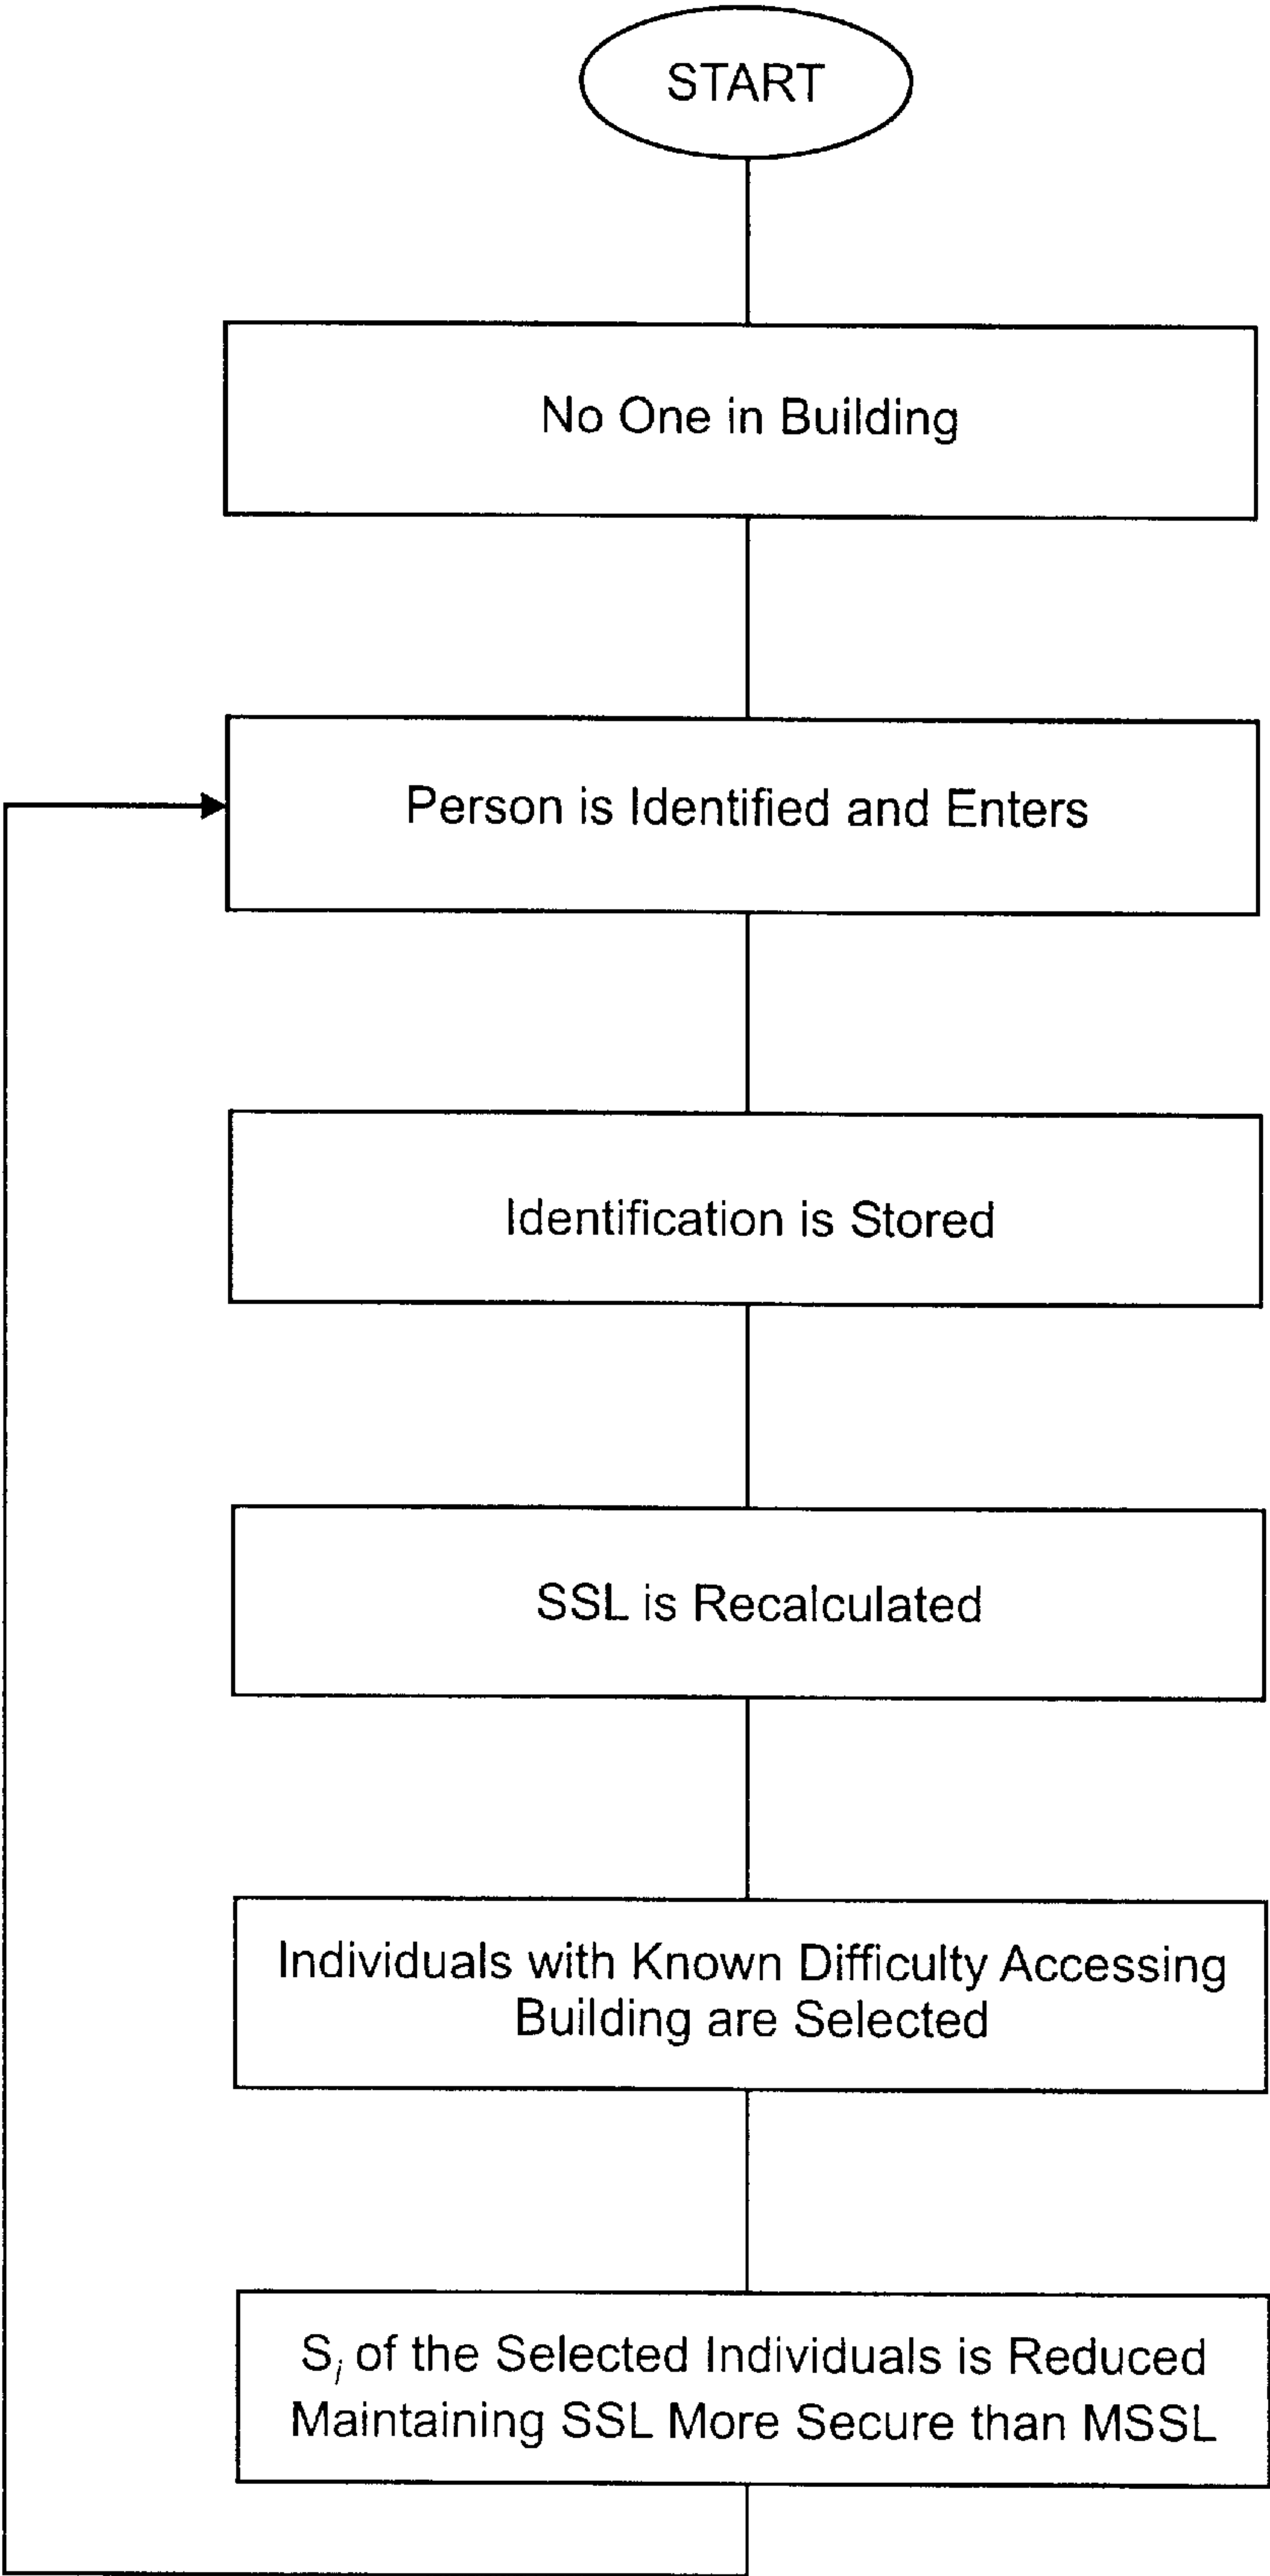 START
No One in Building
Person is Identified and Enters
Identification is Stored
SSL is Recalculated
Individuals with Known Difficulty Accessing
Building are Selected
Si of the Selected Individuals is Reduced
Maintaining SSL More Secure than MSSL